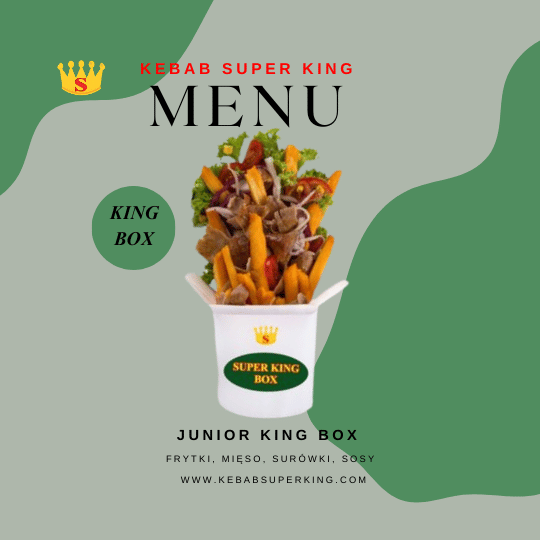 KEBAB SUPER KING
S
MENU
KING
BOX
S
SUPER KING
BOX
JUNIOR KING BOX
FRYTKI, MIĘSO, SURÓWKI, SOSY
WWW.KEBABSUPERKING.COM